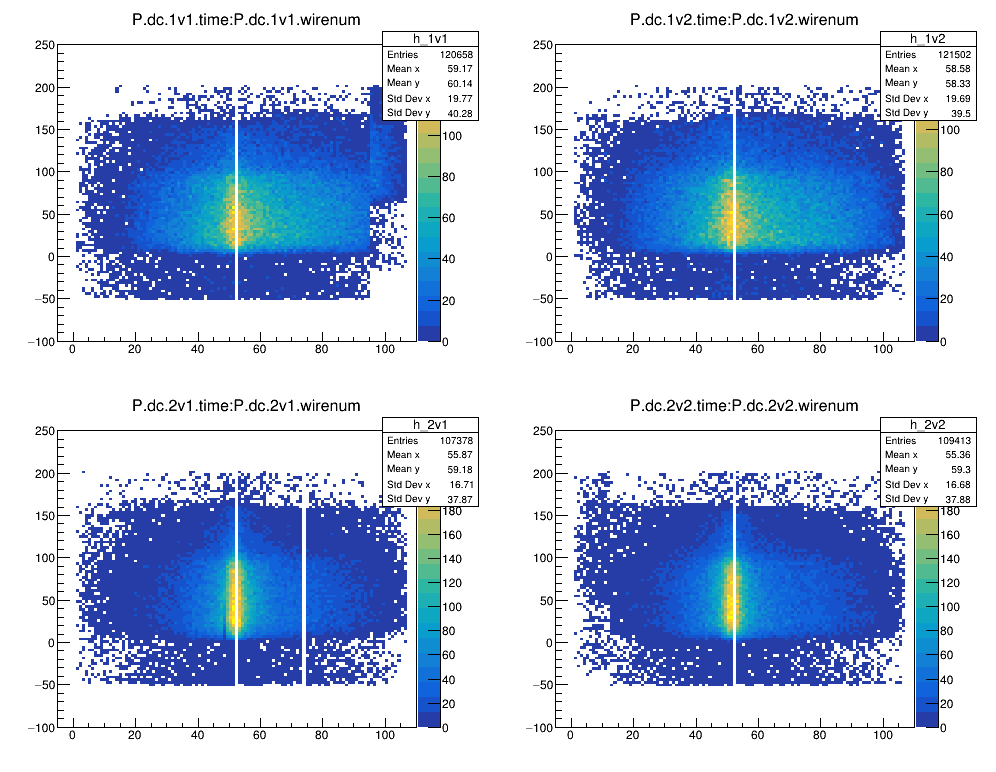 P.dc.1v1.time:P.dc.1v1.wirenum
h_1v1
Entries 120658
Mean x 59.17
Mean y 60.14
Std Dev x 19.77
Std Dev y 40.28
250
200
150
100
50
0
−50
−100
0 20 40 60 80 100
100
80
60
40
20
0
P.dc.1v2.time:P.dc.1v2.wirenum
h_1v2
Entries 121502
Mean x 58.58
Mean y 58.33
Std Dev x 19.69
Std Dev y 39.5
250
200
150
100
50
0
−50
−100
0 20 40 60 80 100
100
80
60
40
20
0
P.dc.2v1.time:P.dc.2v1.wirenum
h_2v1
Entries 107378
Mean x 55.87
Mean y 59.18
Std Dev x 16.71
Std Dev y 37.87
250
200
150
100
50
0
−50
−100
0 20 40 60 80 100
180
160
140
120
100
80
60
40
20
0
P.dc.2v2.time:P.dc.2v2.wirenum
h_2v2
Entries 109413
Mean x 55.36
Mean y 59.3
Std Dev x 16.68
Std Dev y 37.88
250
200
150
100
50
0
−50
−100
0 20 40 60 80 100
180
160
140
120
100
80
60
40
20
0